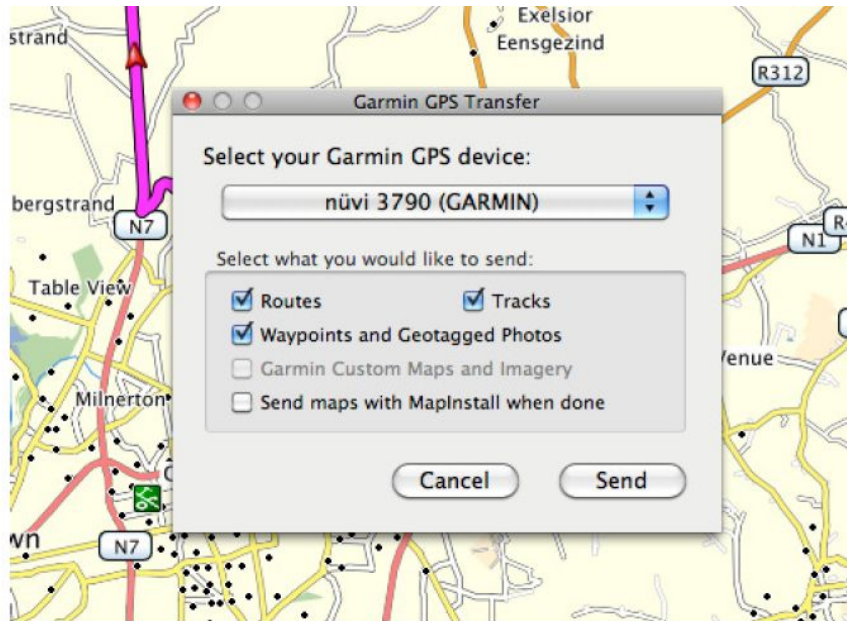 Exelsior
strand
Eensgezind
R312
Garmin GPS Transfer
Select your Garmin GPS device:
nüvi 3790 (GARMIN)
bergstrand
N7
N1
Select what you would like to send:
Table View
Routes
Tracks
Waypoints and Geotagged Photos
Garmin Custom Maps and Imagery
Venue
Milnerton
Send maps with MapInstall when done
Cancel
Send
wn
N7